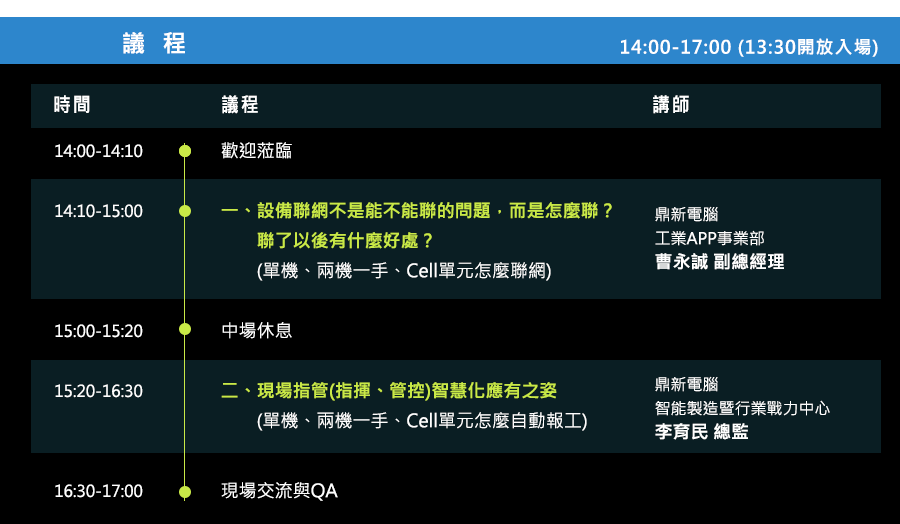 議 程
14:00-17:00 (13:30開放入場)
時間 議程 講師
14:00-14:10 歡迎蒞臨
14:10-15:00 一、設備聯網不是能不能聯的問題，而是怎麼聯？
聯了以後有什麼好處？
(單機、兩機一手、Cell單元怎麼聯網)
鼎新電腦
工業APP事業部
曹永誠 副總經理
15:00-15:20 中場休息
15:20-16:30 二、現場指管(指揮、管控)智慧化應有之姿
(單機、兩機一手、Cell單元怎麼自動報工)
鼎新電腦
智能製造暨行業戰力中心
李育民 總監
16:30-17:00 現場交流與QA